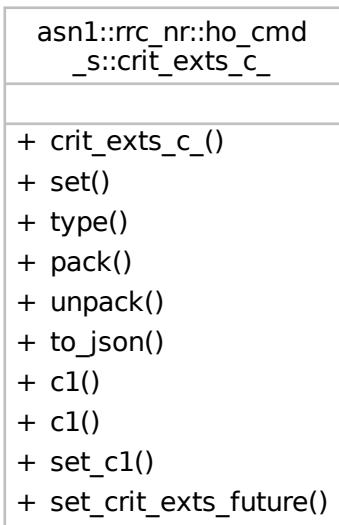 asn1::rrc_nr::ho_cmd
_s::crit_exts_c_
+ crit_exts_c_()
+ set()
+ type()
+ pack()
+ unpack()
+ to_json()
+ c1()
+ c1()
+ set_c1()
+ set_crit_exts_future()